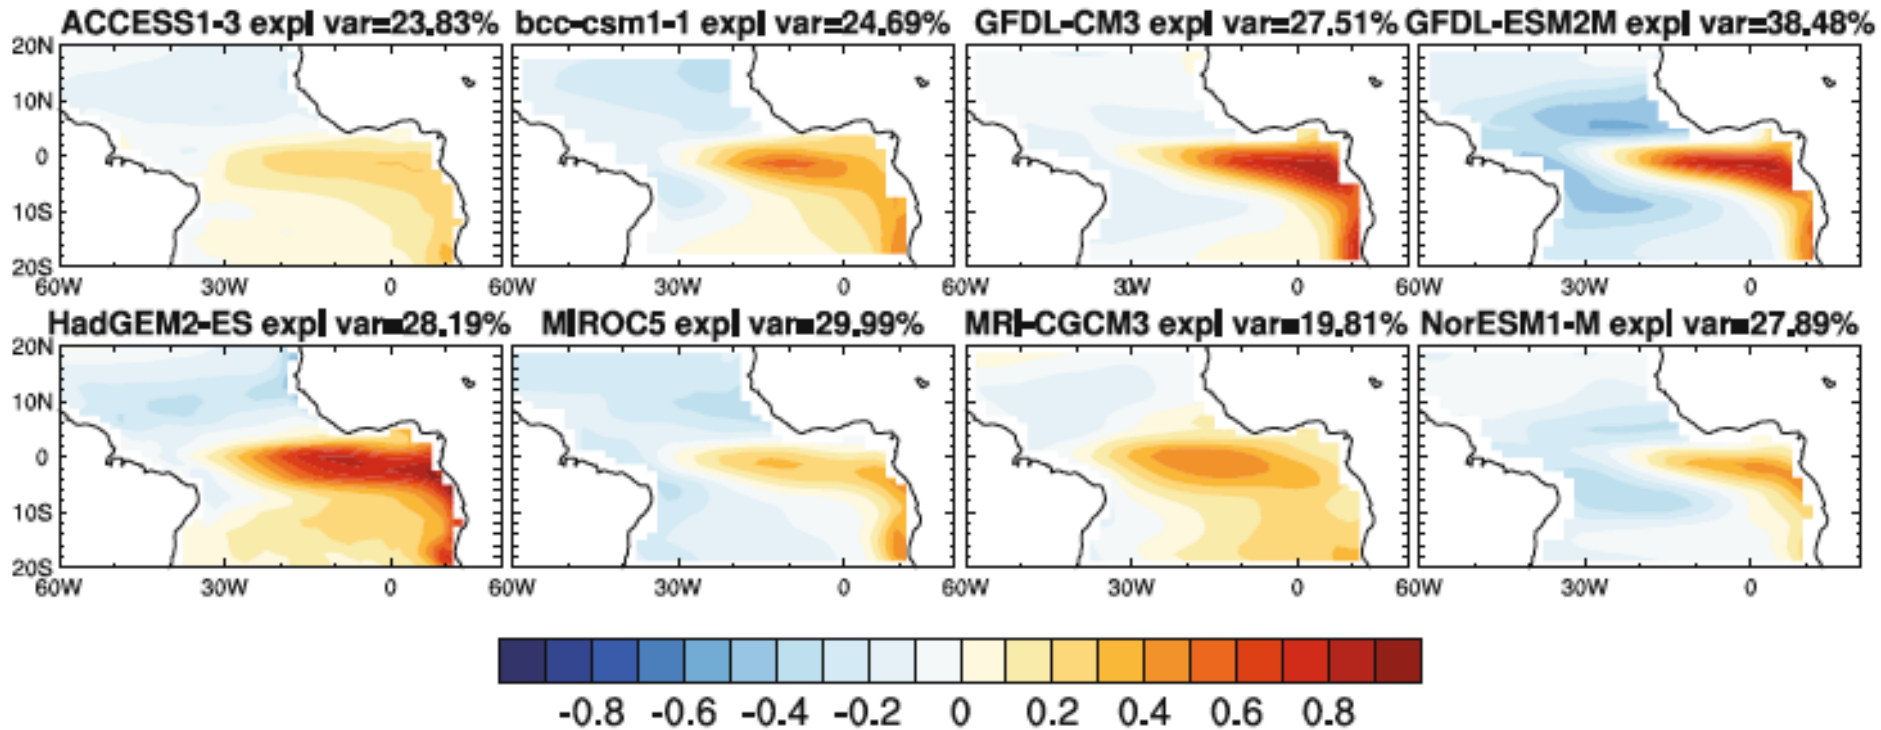 ACCESS1-3 expl var=23.83% bcc-csm1-1 expl var=24.69% GFDL-CM3 expl var=27.51% GFDL-ESM2M expl var=38.48%
20N
10N
0
10S
20S
60W 30W 0 60W 30W 0 60W 30W 0 60W 30W 0
HadGEM2-ES expl var=28.19% MIROC5 expl var=29.99% MRI-CGCM3 expl var=19.81% NorESM1-M expl var=27.89%
20N
10N
0
10S
20S
60W 30W 0 60W 30W 0 60W 30W 0 60W 30W 0
-0.8 -0.6 -0.4 -0.2 0 0.2 0.4 0.6 0.8